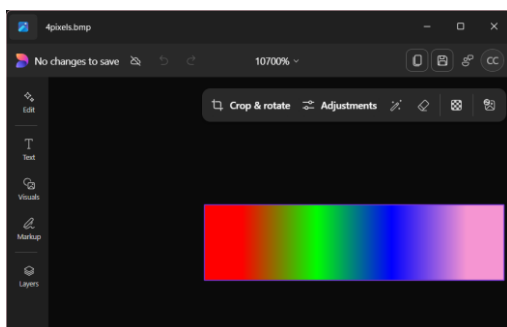 4pixels.bmp
No changes to save
10700%
CC
Crop & rotate
Adjustments
Edit
Text
Visuals
Markup
Layers